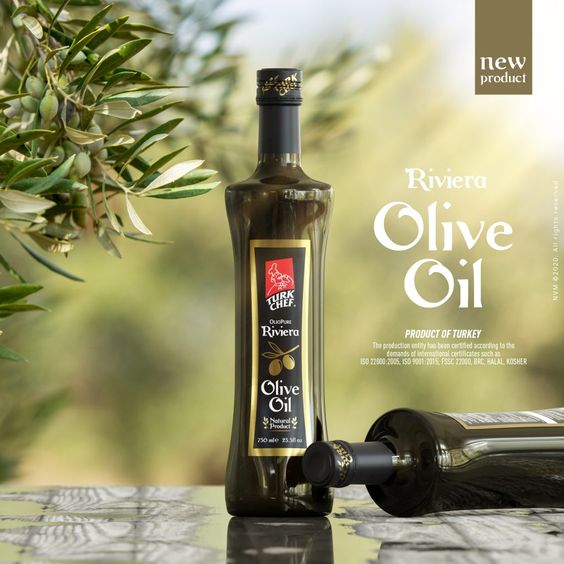 new
product
Riviera
Olive
Oil
PRODUCT OF TURKEY
The production entity has been certified according to the
demands of international certificates such as
ISO 22000:2005, ISO 9001:2015, FSSC 22000, BRC, HALAL, KOSHER
NVM ©2020. All rights reserved
TURK
CHEF
OlioPure
Riviera
Olive
Oil
Natural
Product
750 ml e 25.5fl oz